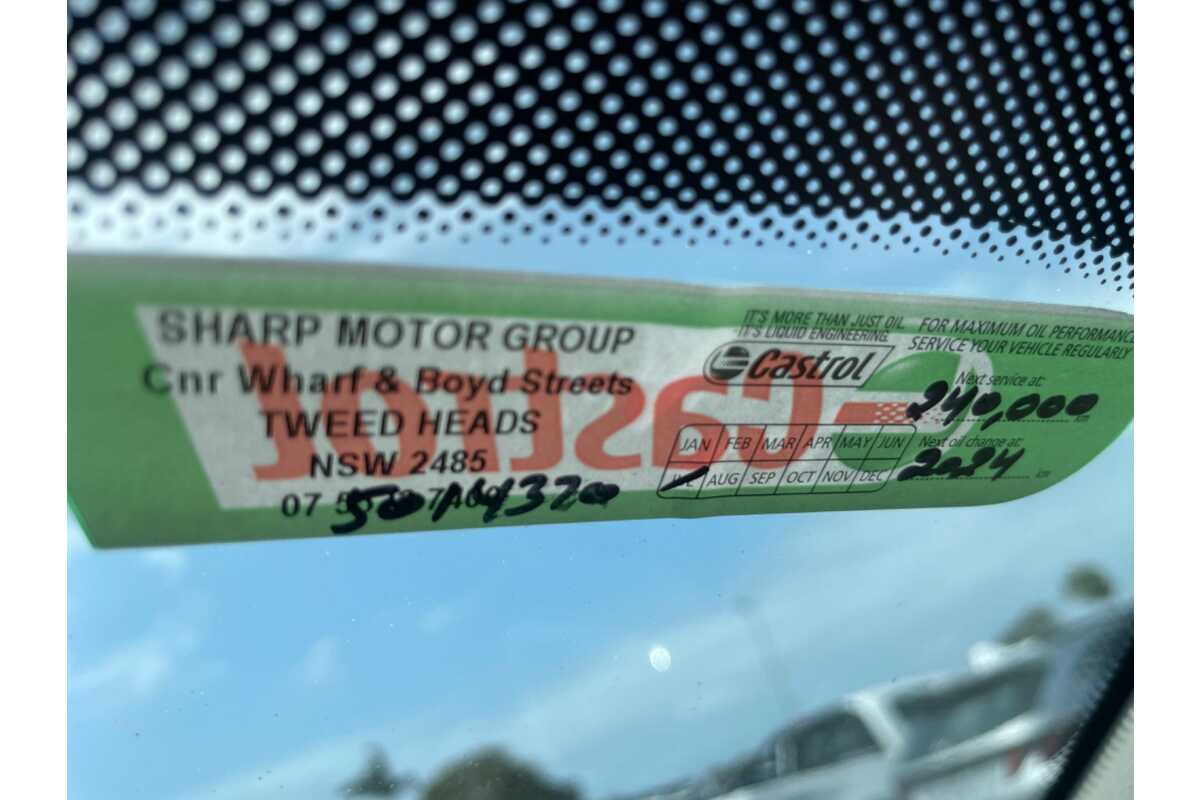 SHARP MOTOR GROUP
Cnr Wharf & Boyd Streets
TWEED HEADS
NSW 2485
07
IT'S MORE THAN JUST OIL.
IT'S LIQUID ENGINEERING.
Castrol
FOR MAXIMUM OIL PERFORMANCE
SERVICE YOUR VEHICLE REGULARLY
Next service at:
240,000 km
JAN FEB MAR APR MAY JUN
AUG SEP OCT NOV DEC
Next oil change at:
2024 km
Castrol